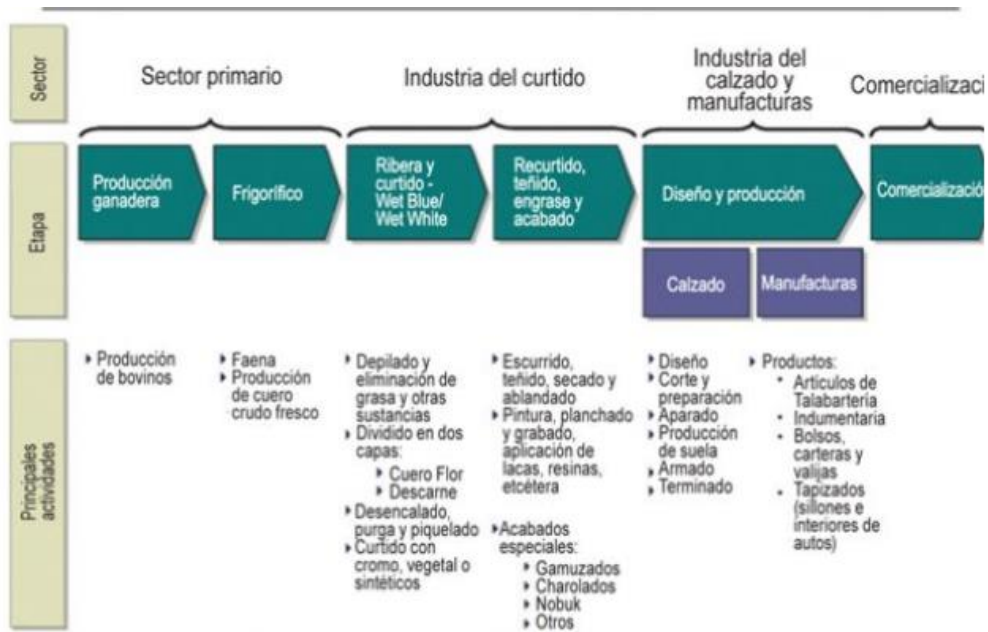 Sector
Sector primario
Industria del curtido
Industria del
calzado y
manufacturas
Comercializaci
Etapa
Producción
ganadera
Frigorífico
Ribera y
curtido -
Wet Blue/
Wet White
Recurtido,
teñido,
engrase y
acabado
Diseño y producción
Comercializació
Calzado
Manufacturas
Principales
actividades
Producción
de bovinos
Faena
Producción
de cuero
crudo fresco
Depilado y
eliminación de
grasa y otras
sustancias
Dividido en dos
capas:
Cuero Flor
Descarne
Desencalado,
purga y piquelado
Curtido con
cromo, vegetal o
sintéticos
Escurrido,
teñido, secado y
ablandado
Pintura, planchado
y grabado,
aplicación de
lacas, resinas,
etcétera
Acabados
especiales:
Gamuzados
Charolados
Nobuk
Otros
Diseño
Corte y
preparación
Aparado
Producción
de suela
Armado
Terminado
Productos:
Artículos de
Talabartería
Indumentaria
Bolsos,
carteras y
valijas
Tapizados
(sillones e
interiores de
autos)